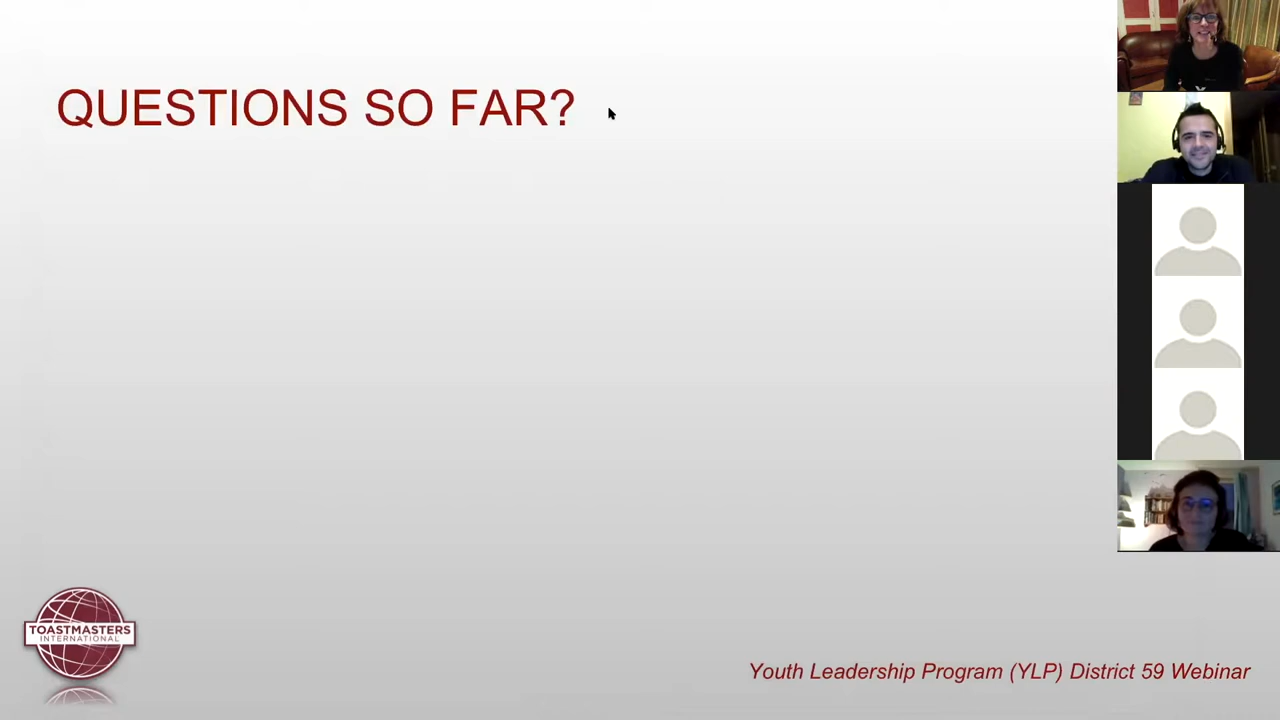 QUESTIONS SO FAR?
TOASTMASTERS
INTERNATIONAL
Youth Leadership Program (YLP) District 59 Webinar